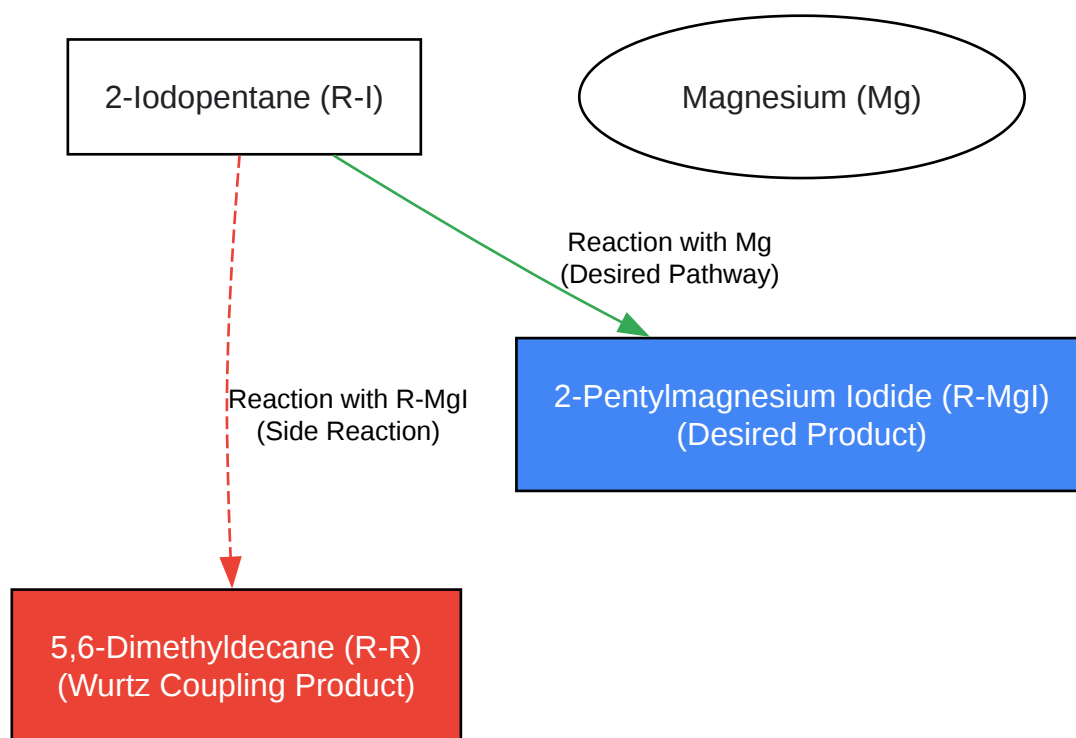 2-Iodopentane (R-I)
Magnesium (Mg)
Reaction with Mg
(Desired Pathway)
2-Pentylmagnesium Iodide (R-MgI)
(Desired Product)
Reaction with R-MgI
(Side Reaction)
5,6-Dimethyldecane (R-R)
(Wurtz Coupling Product)